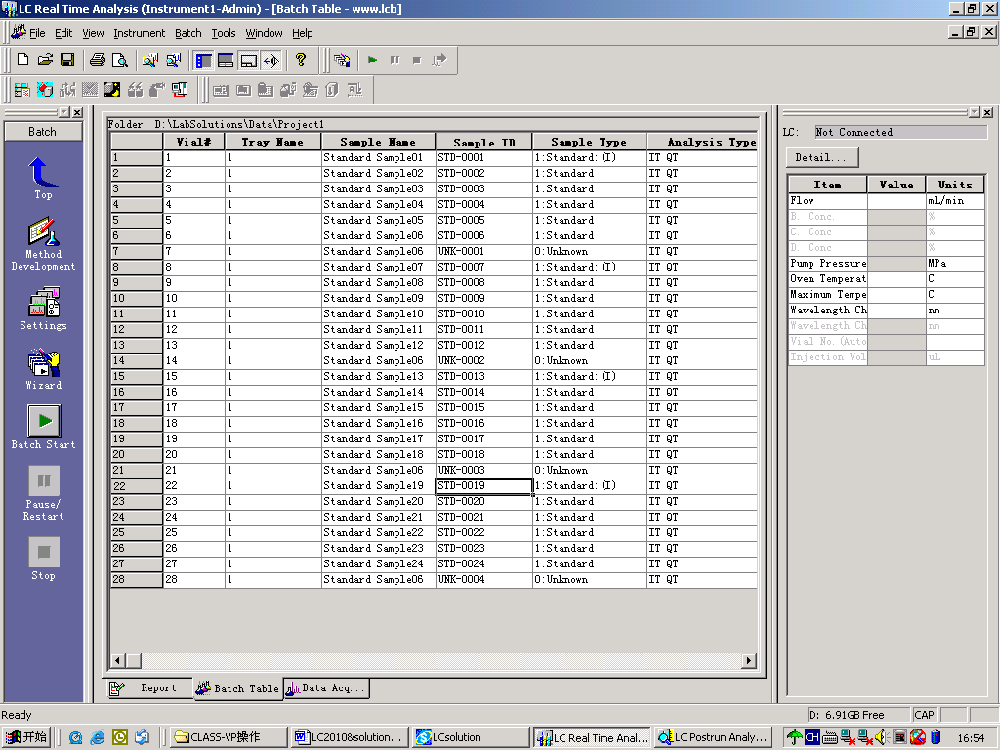 LC Real Time Analysis (Instrument1-Admin) - [Batch Table - www.lcb]
File Edit View Instrument Batch Tools Window Help
Batch
Top
Method
Development
Settings
Wizard
Batch Start
Pause/
Restart
Stop
Folder: D:\LabSolutions\Data\Project1
Vial# Tray Name Sample Name Sample ID Sample Type Analysis Type
1 1 1 Standard Sample01 STD-0001 1:Standard:(I) IT QT
2 2 1 Standard Sample02 STD-0002 1:Standard IT QT
3 3 1 Standard Sample03 STD-0003 1:Standard IT QT
4 4 1 Standard Sample04 STD-0004 1:Standard IT QT
5 5 1 Standard Sample05 STD-0005 1:Standard IT QT
6 6 1 Standard Sample06 STD-0006 1:Standard IT QT
7 7 1 Standard Sample06 UNK-0001 0:Unknown IT QT
8 8 1 Standard Sample07 STD-0007 1:Standard:(I) IT QT
9 9 1 Standard Sample08 STD-0008 1:Standard IT QT
10 10 1 Standard Sample09 STD-0009 1:Standard IT QT
11 11 1 Standard Sample10 STD-0010 1:Standard IT QT
12 12 1 Standard Sample11 STD-0011 1:Standard IT QT
13 13 1 Standard Sample12 STD-0012 1:Standard IT QT
14 14 1 Standard Sample06 UNK-0002 0:Unknown IT QT
15 15 1 Standard Sample13 STD-0013 1:Standard:(I) IT QT
16 16 1 Standard Sample14 STD-0014 1:Standard IT QT
17 17 1 Standard Sample15 STD-0015 1:Standard IT QT
18 18 1 Standard Sample16 STD-0016 1:Standard IT QT
19 19 1 Standard Sample17 STD-0017 1:Standard IT QT
20 20 1 Standard Sample18 STD-0018 1:Standard IT QT
21 21 1 Standard Sample06 UNK-0003 0:Unknown IT QT
22 22 1 Standard Sample19 STD-0019 1:Standard:(I) IT QT
23 23 1 Standard Sample20 STD-0020 1:Standard IT QT
24 24 1 Standard Sample21 STD-0021 1:Standard IT QT
25 25 1 Standard Sample22 STD-0022 1:Standard IT QT
26 26 1 Standard Sample23 STD-0023 1:Standard IT QT
27 27 1 Standard Sample24 STD-0024 1:Standard IT QT
28 28 1 Standard Sample06 UNK-0004 0:Unknown IT QT
Report Batch Table Data Acq...
LC: Not Connected
Detail...
Item Value Units
Flow mL/min
B. Conc. %
C. Conc %
D. Conc %
Pump Pressure MPa
Oven Temperat C
Maximum Tempe C
Wavelength Ch nm
Wavelength Ch nm
Vial No.(Auto
Injection Vol uL
Ready D: 6.91GB Free CAP
开始 CLASS-VP操作 LC2010&solution... LCsolution LC Real Time Anal... LC Postrun Analy... CH 16:54